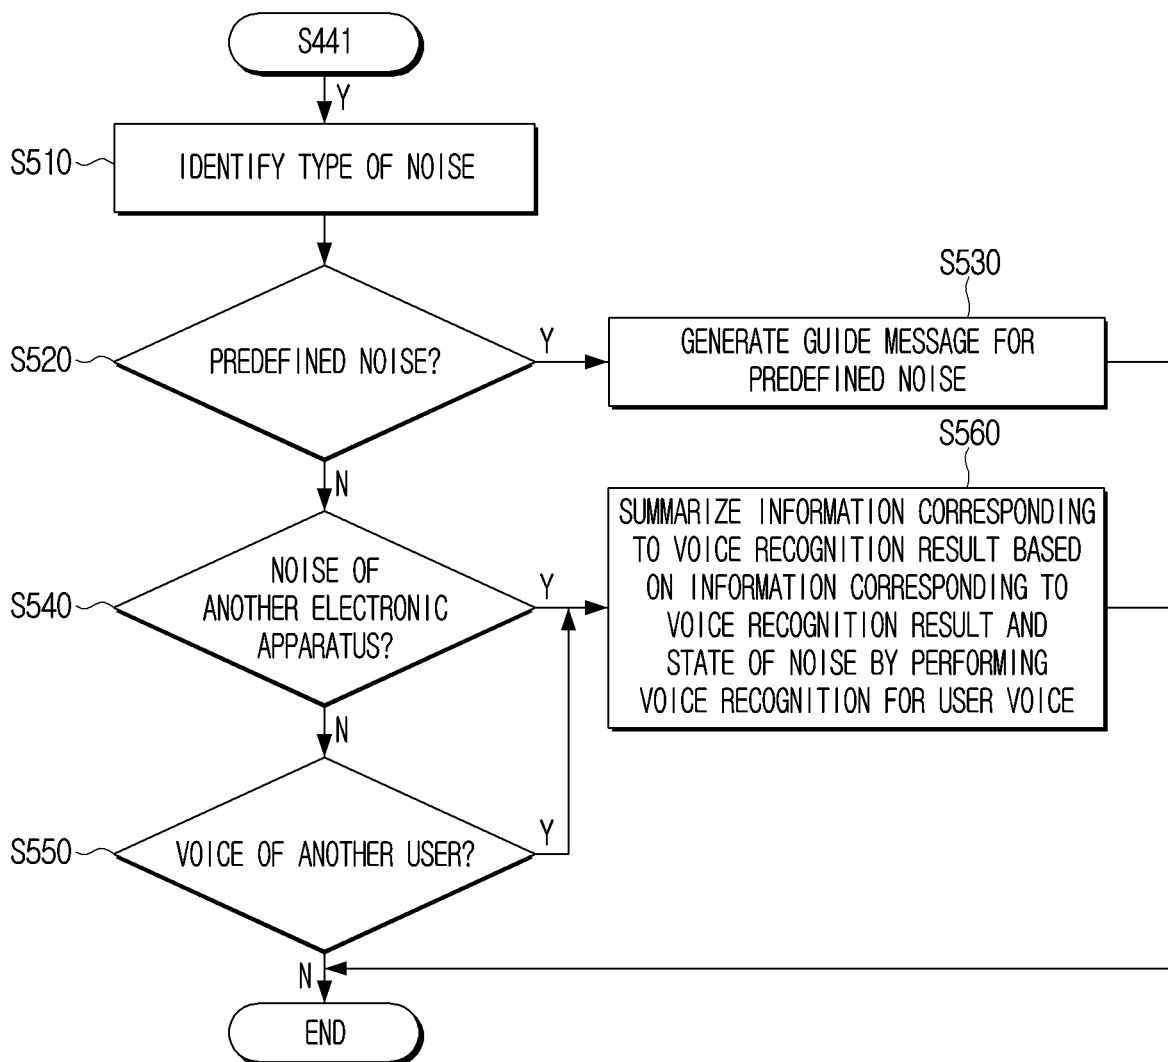 S441
Y
S510
IDENTIFY TYPE OF NOISE
S530
S520
PREDEFINED NOISE?
Y
GENERATE GUIDE MESSAGE FOR
PREDEFINED NOISE
N
S560
S540
NOISE OF
ANOTHER ELECTRONIC
APPARATUS?
Y
SUMMARIZE INFORMATION CORRESPONDING
TO VOICE RECOGNITION RESULT BASED
ON INFORMATION CORRESPONDING TO
VOICE RECOGNITION RESULT AND
STATE OF NOISE BY PERFORMING
VOICE RECOGNITION FOR USER VOICE
N
S550
VOICE OF ANOTHER USER?
Y
N
END